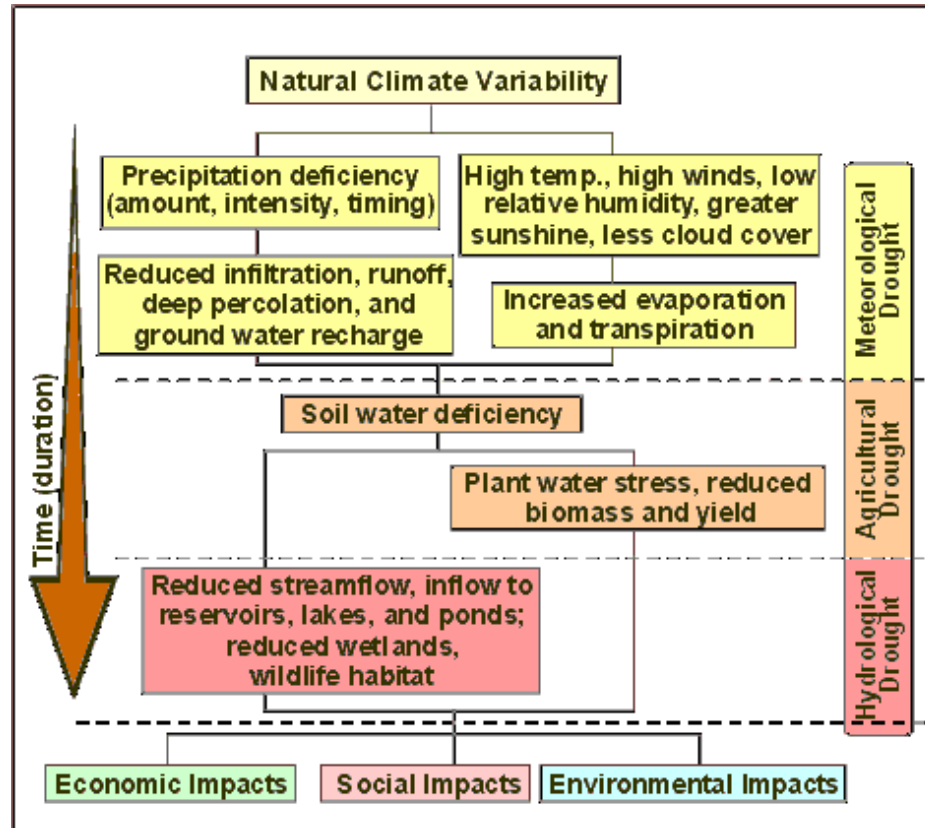 Natural Climate Variability
Precipitation deficiency
(amount, intensity, timing)
High temp., high winds, low
relative humidity, greater
sunshine, less cloud cover
Reduced infiltration, runoff,
deep percolation, and
ground water recharge
Increased evaporation
and transpiration
Soil water deficiency
Plant water stress, reduced
biomass and yield
Reduced streamflow, inflow to
reservoirs, lakes, and ponds;
reduced wetlands,
wildlife habitat
Economic Impacts
Social Impacts
Environmental Impacts
Time (duration)
Meteorological
Drought
Agricultural
Drought
Hydrological
Drought